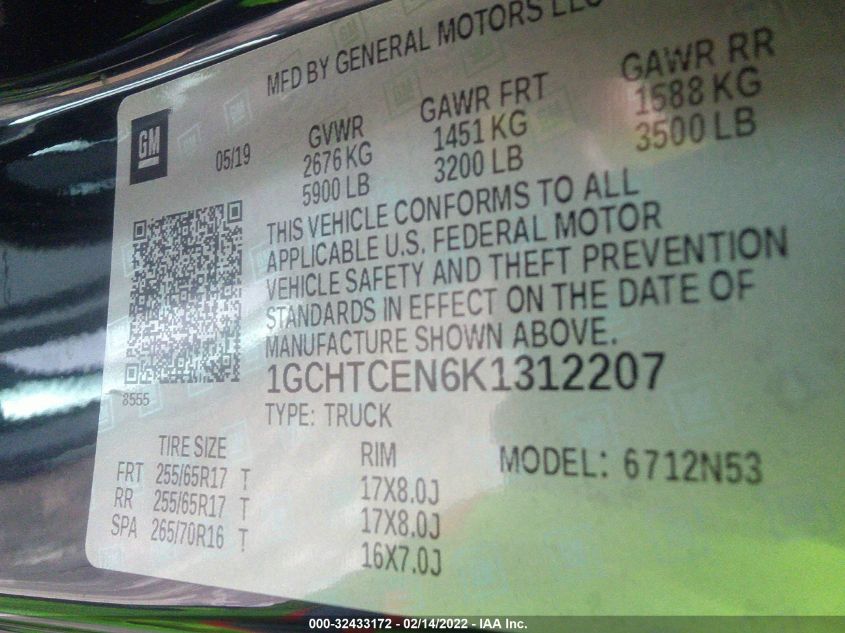 MFD BY GENERAL MOTORS LLC
GM
05/19
GVWR
2676 KG
5900 LB
GAWR FRT
1451 KG
3200 LB
GAWR RR
1588 KG
3500 LB
THIS VEHICLE CONFORMS TO ALL
APPLICABLE U.S. FEDERAL MOTOR
VEHICLE SAFETY AND THEFT PREVENTION
STANDARDS IN EFFECT ON THE DATE OF
MANUFACTURE SHOWN ABOVE.
1GCHTCEN6K1312207
8555
TYPE: TRUCK
TIRE SIZE RIM MODEL: 6712N53
FRT 255/65R17 T 17X8.0J
RR 255/65R17 T 17X8.0J
SPA 265/70R16 T 16X7.0J
000-32433172 - 02/14/2022 - IAA Inc.